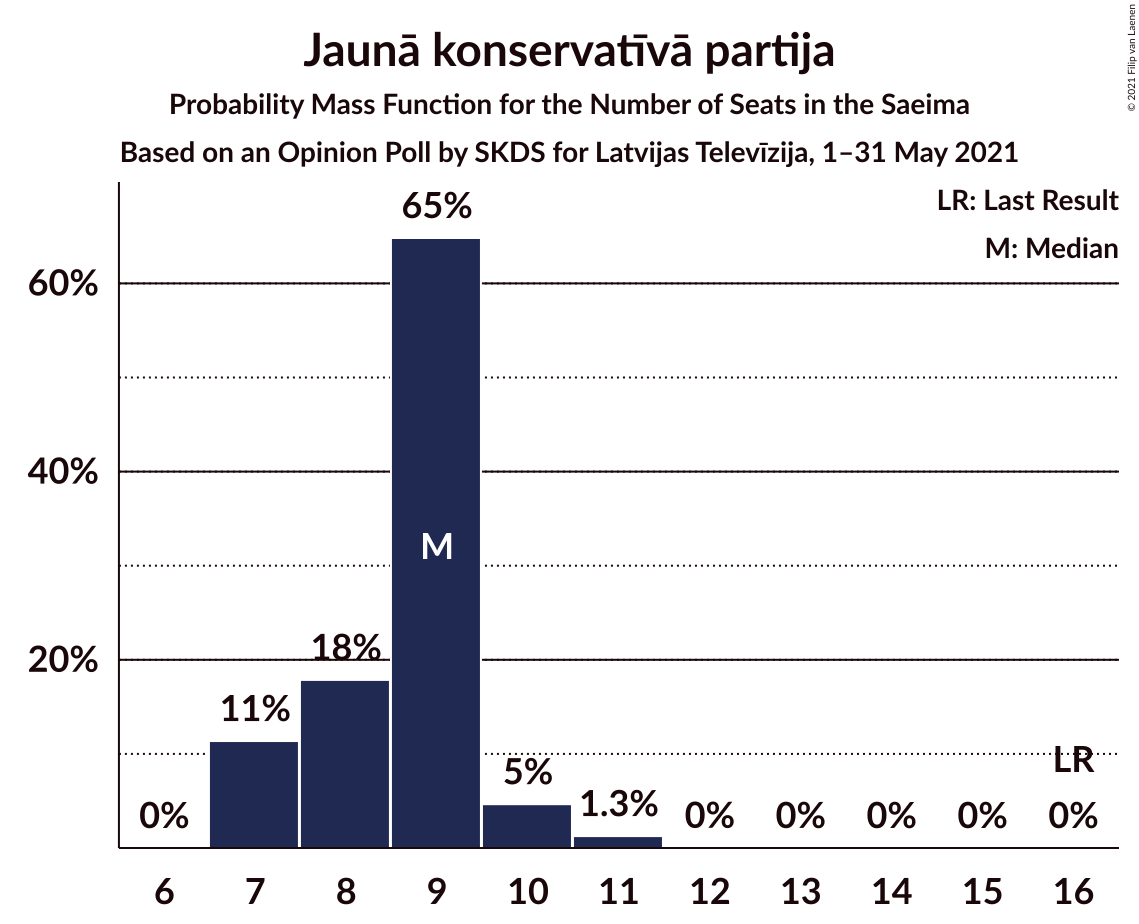 Jaunā konservatīvā partija
Probability Mass Function for the Number of Seats in the Saeima
Based on an Opinion Poll by SKDS for Latvijas Televīzija, 1–31 May 2021
© 2021 Filip van Laenen
LR: Last Result
M: Median
65%
60%
40%
M
20%
18%
11%
LR
5%
1.3%
0%
0%
0%
0%
0%
0%
6 7 8 9 10 11 12 13 14 15 16